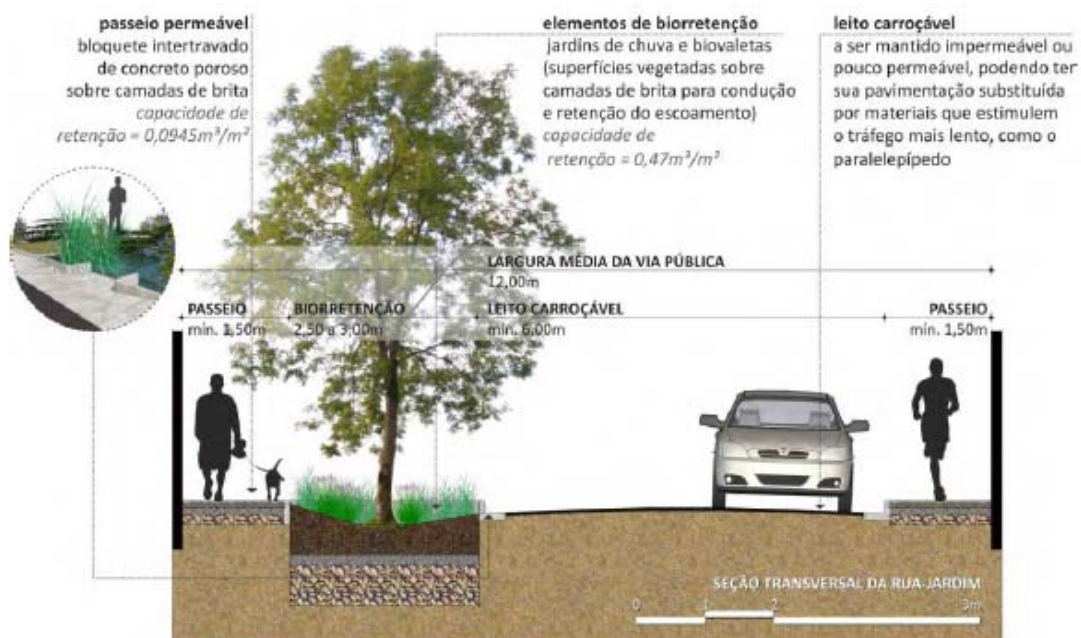 passeio permeável
bloquete intertravado
de concreto poroso
sobre camadas de brita
capacidade de
retenção = 0,0945m³/m²
elementos de biorretenção
jardins de chuva e biovaletas
(superfícies vegetadas sobre
camadas de brita para condução
e retenção do escoamento)
capacidade de
retenção = 0,47m³/m²
leito carroçável
a ser mantido impermeável ou
pouco permeável, podendo ter
sua pavimentação substituída
por materiais que estimulem
o tráfego mais lento, como o
paralelepípedo
LARGURA MÉDIA DA VIA PÚBLICA
12,00m
PASSEIO
mín. 1,50m
BIORRETENÇÃO
2,50 a 3,00m
LEITO CARROÇÁVEL
mín. 6,00m
PASSEIO
mín. 1,50m
SEÇÃO TRANSVERSAL DA RUA-JARDIM
0 1 2 3m